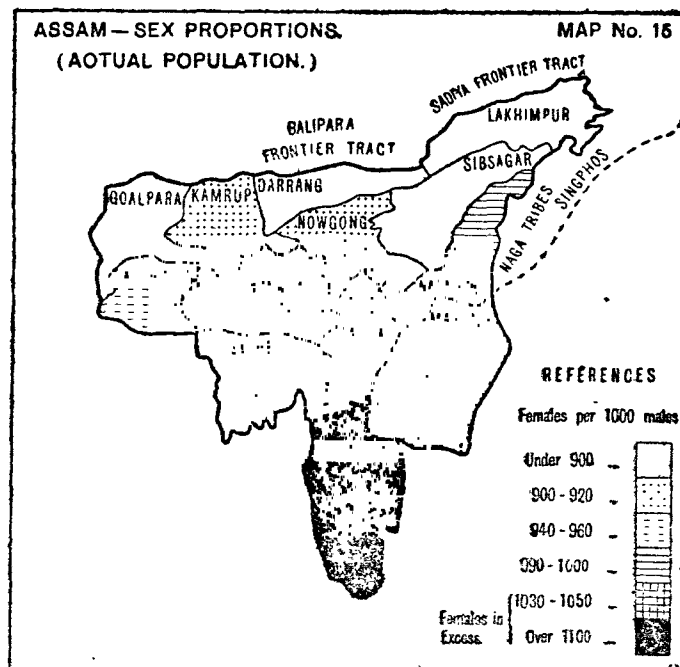 ASSAM — SEX PROPORTIONS. MAP No. 15
(AOTUAL POPULATION.)
SADIYA FRONTIER TRACT
LAKHIMPUR
BALIPARA
FRONTIER TRACT
SIBSAGAR
GOALPARA
KAMRUP
DARRANG
NOWGONG
NAGA TRIBES
SINGPHOS
REFERENCES
Females per 1000 males
Under 900
900 - 920
940 - 960
990 - 1000
1030 - 1050
Females in
Excess.
Over 1100